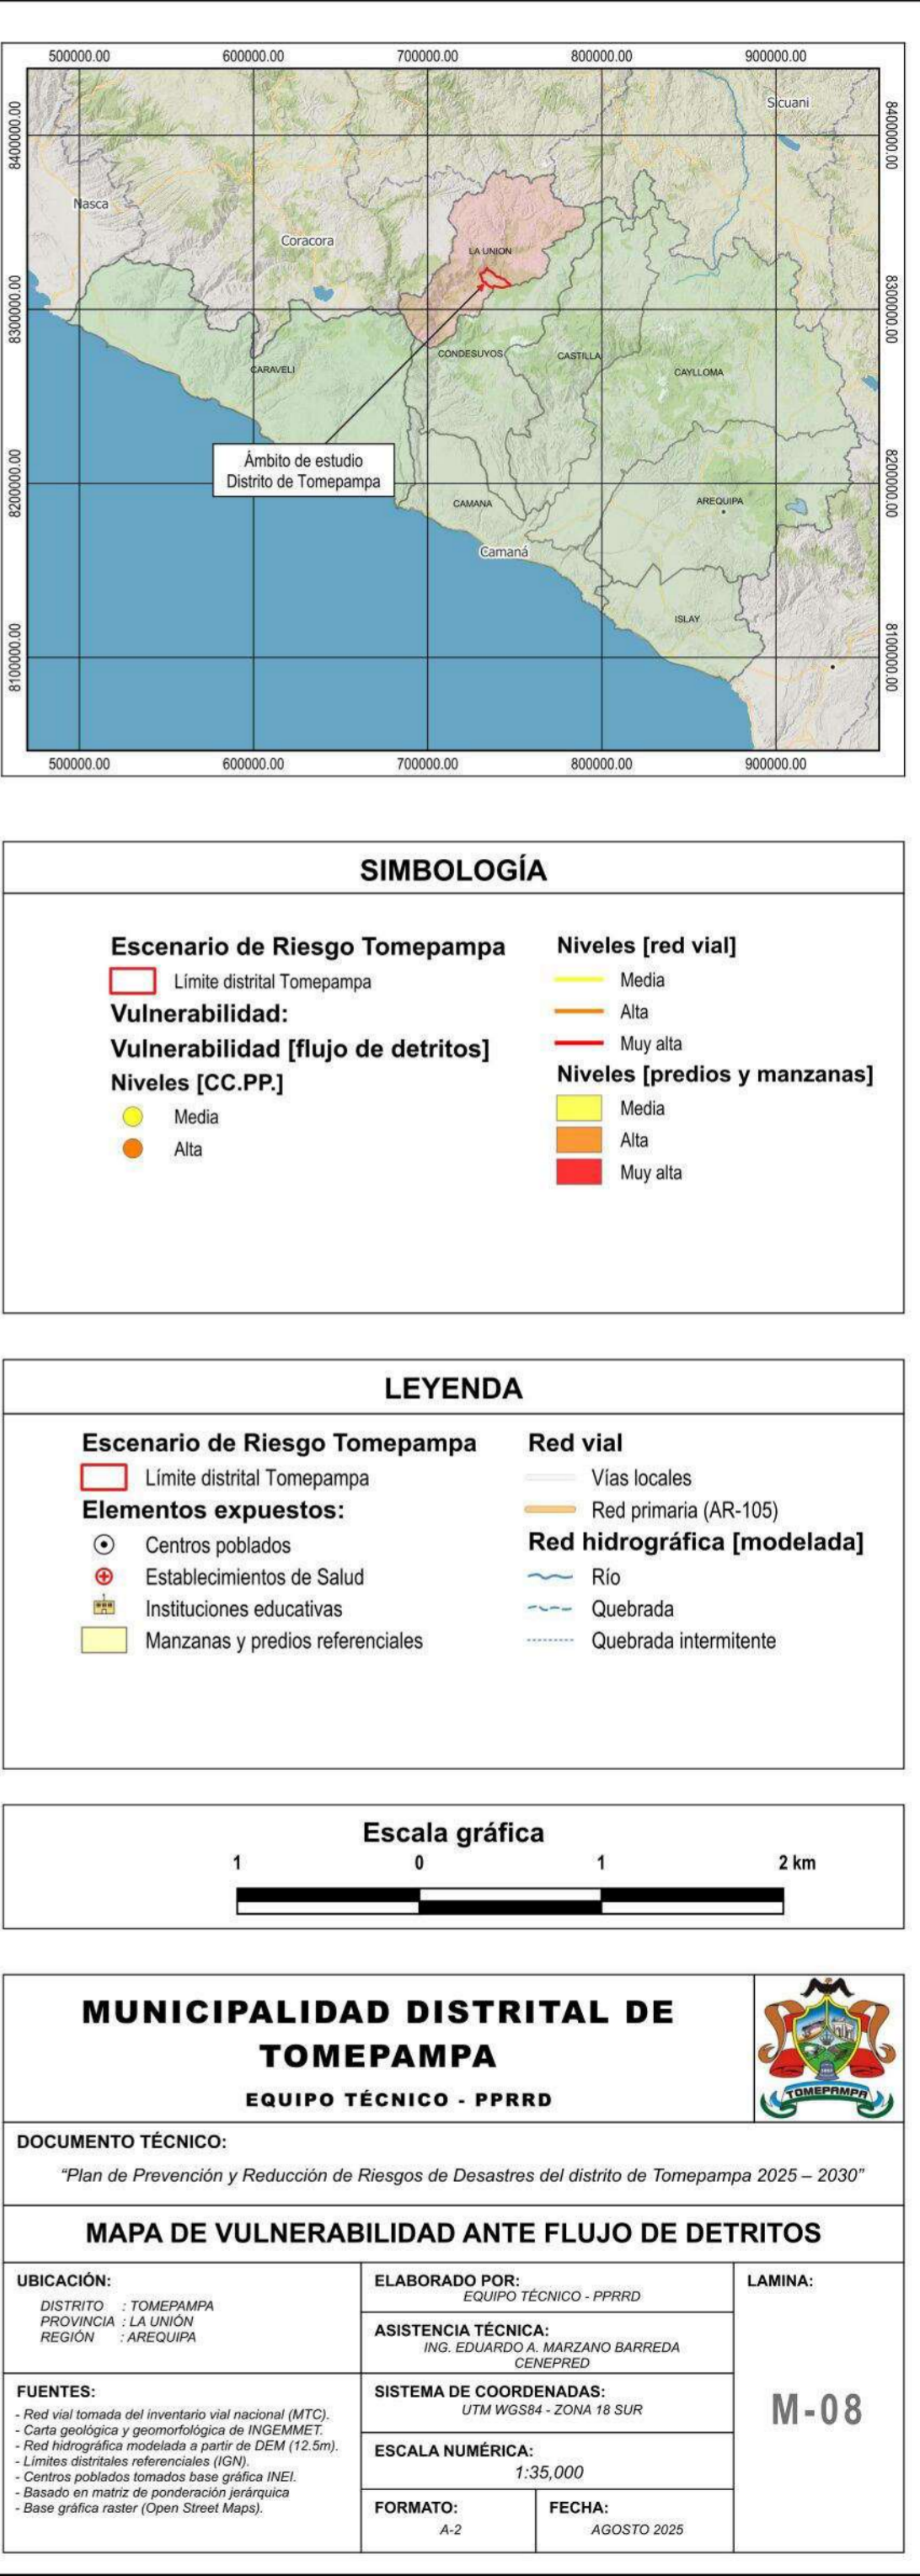 500000.00 600000.00 700000.00 800000.00 900000.00
8400000.00
8300000.00
8200000.00
8100000.00
8400000.00
8300000.00
8200000.00
8100000.00
Sicuani
Nasca
Coracora
LA UNION
CARAVELI
CONDESUYOS
CASTILLA
CAYLLOMA
Ámbito de estudio
Distrito de Tomepampa
CAMANA
AREQUIPA
Camaná
ISLAY
500000.00 600000.00 700000.00 800000.00 900000.00
SIMBOLOGÍA
Escenario de Riesgo Tomepampa
Límite distrital Tomepampa
Vulnerabilidad:
Vulnerabilidad [flujo de detritos]
Niveles [CC.PP.]
Media
Alta
Niveles [red vial]
Media
Alta
Muy alta
Niveles [predios y manzanas]
Media
Alta
Muy alta
LEYENDA
Escenario de Riesgo Tomepampa
Límite distrital Tomepampa
Elementos expuestos:
Centros poblados
Establecimientos de Salud
Instituciones educativas
Manzanas y predios referenciales
Red vial
Vías locales
Red primaria (AR-105)
Red hidrográfica [modelada]
Río
Quebrada
Quebrada intermitente
Escala gráfica
1 0 1 2 km
MUNICIPALIDAD DISTRITAL DE
TOMEPAMPA
EQUIPO TÉCNICO - PPRRD
TOMEPAMPA
DOCUMENTO TÉCNICO:
“Plan de Prevención y Reducción de Riesgos de Desastres del distrito de Tomepampa 2025 – 2030”
MAPA DE VULNERABILIDAD ANTE FLUJO DE DETRITOS
UBICACIÓN:
DISTRITO : TOMEPAMPA
PROVINCIA : LA UNIÓN
REGIÓN : AREQUIPA
ELABORADO POR:
EQUIPO TÉCNICO - PPRRD
ASISTENCIA TÉCNICA:
ING. EDUARDO A. MARZANO BARREDA
CENEPRED
LAMINA:
M-08
FUENTES:
- Red vial tomada del inventario vial nacional (MTC).
- Carta geológica y geomorfológica de INGEMMET.
- Red hidrográfica modelada a partir de DEM (12.5m).
- Límites distritales referenciales (IGN).
- Centros poblados tomados base gráfica INEI.
- Basado en matriz de ponderación jerárquica
- Base gráfica raster (Open Street Maps).
SISTEMA DE COORDENADAS:
UTM WGS84 - ZONA 18 SUR
ESCALA NUMÉRICA:
1:35,000
FORMATO:
A-2
FECHA:
AGOSTO 2025